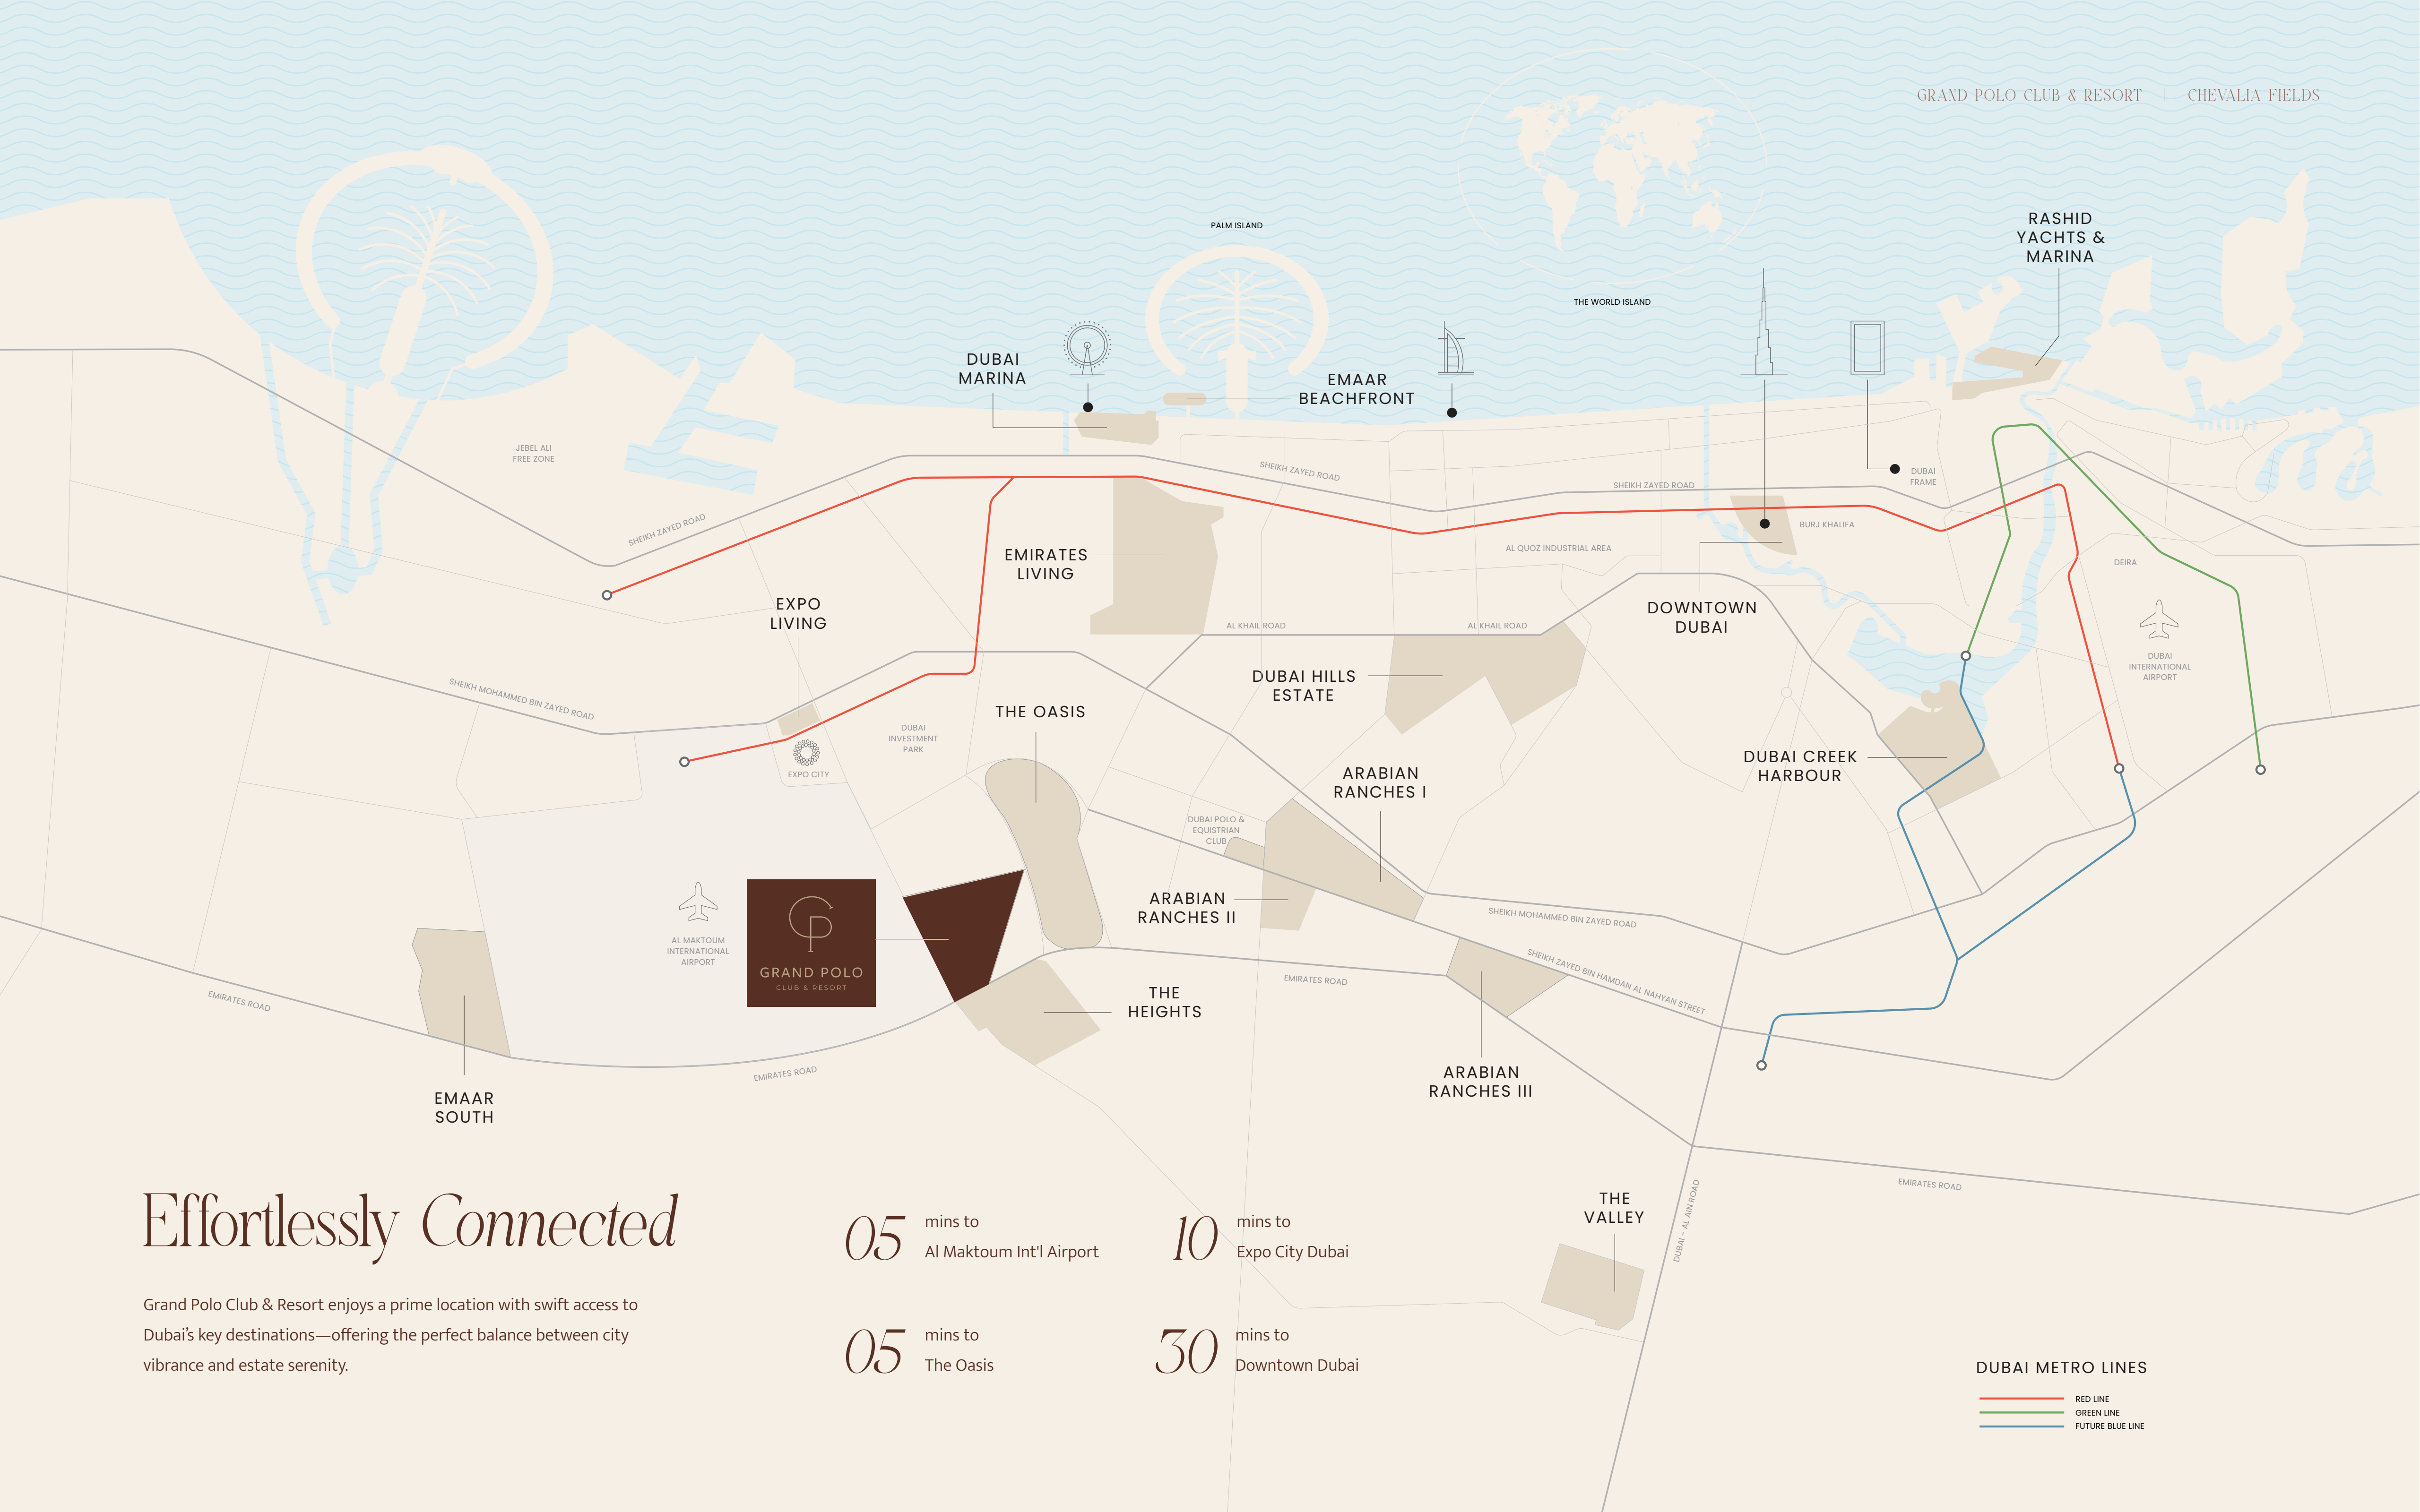 GRAND POLO CLUB & RESORT | CHEVALIA FIELDS
RASHID
YACHTS &
MARINA
PALM ISLAND
THE WORLD ISLAND
DUBAI
MARINA
EMAAR
BEACHFRONT
JEBEL ALI
FREE ZONE
SHEIKH ZAYED ROAD
SHEIKH ZAYED ROAD
SHEIKH ZAYED ROAD
DUBAI
FRAME
BURJ KHALIFA
AL QUOZ INDUSTRIAL AREA
EMIRATES
LIVING
DEIRA
EXPO
LIVING
DOWNTOWN
DUBAI
AL KHAIL ROAD
AL KHAIL ROAD
DUBAI
INTERNATIONAL
AIRPORT
DUBAI HILLS
ESTATE
SHEIKH MOHAMMED BIN ZAYED ROAD
THE OASIS
DUBAI
INVESTMENT
PARK
EXPO CITY
DUBAI CREEK
HARBOUR
ARABIAN
RANCHES I
DUBAI POLO &
EQUISTRIAN
CLUB
ARABIAN
RANCHES II
SHEIKH MOHAMMED BIN ZAYED ROAD
AL MAKTOUM
INTERNATIONAL
AIRPORT
GRAND POLO
CLUB & RESORT
SHEIKH ZAYED BIN HAMDAN AL NAHYAN STREET
EMIRATES ROAD
EMIRATES ROAD
THE
HEIGHTS
EMIRATES ROAD
ARABIAN
RANCHES III
EMAAR
SOUTH
EMIRATES ROAD
THE
VALLEY
DUBAI - AL AIN ROAD
Effortlessly Connected
Grand Polo Club & Resort enjoys a prime location with swift access to
Dubai's key destinations—offering the perfect balance between city
vibrance and estate serenity.
05 mins to
Al Maktoum Int'l Airport
10 mins to
Expo City Dubai
05 mins to
The Oasis
30 mins to
Downtown Dubai
DUBAI METRO LINES
RED LINE
GREEN LINE
FUTURE BLUE LINE